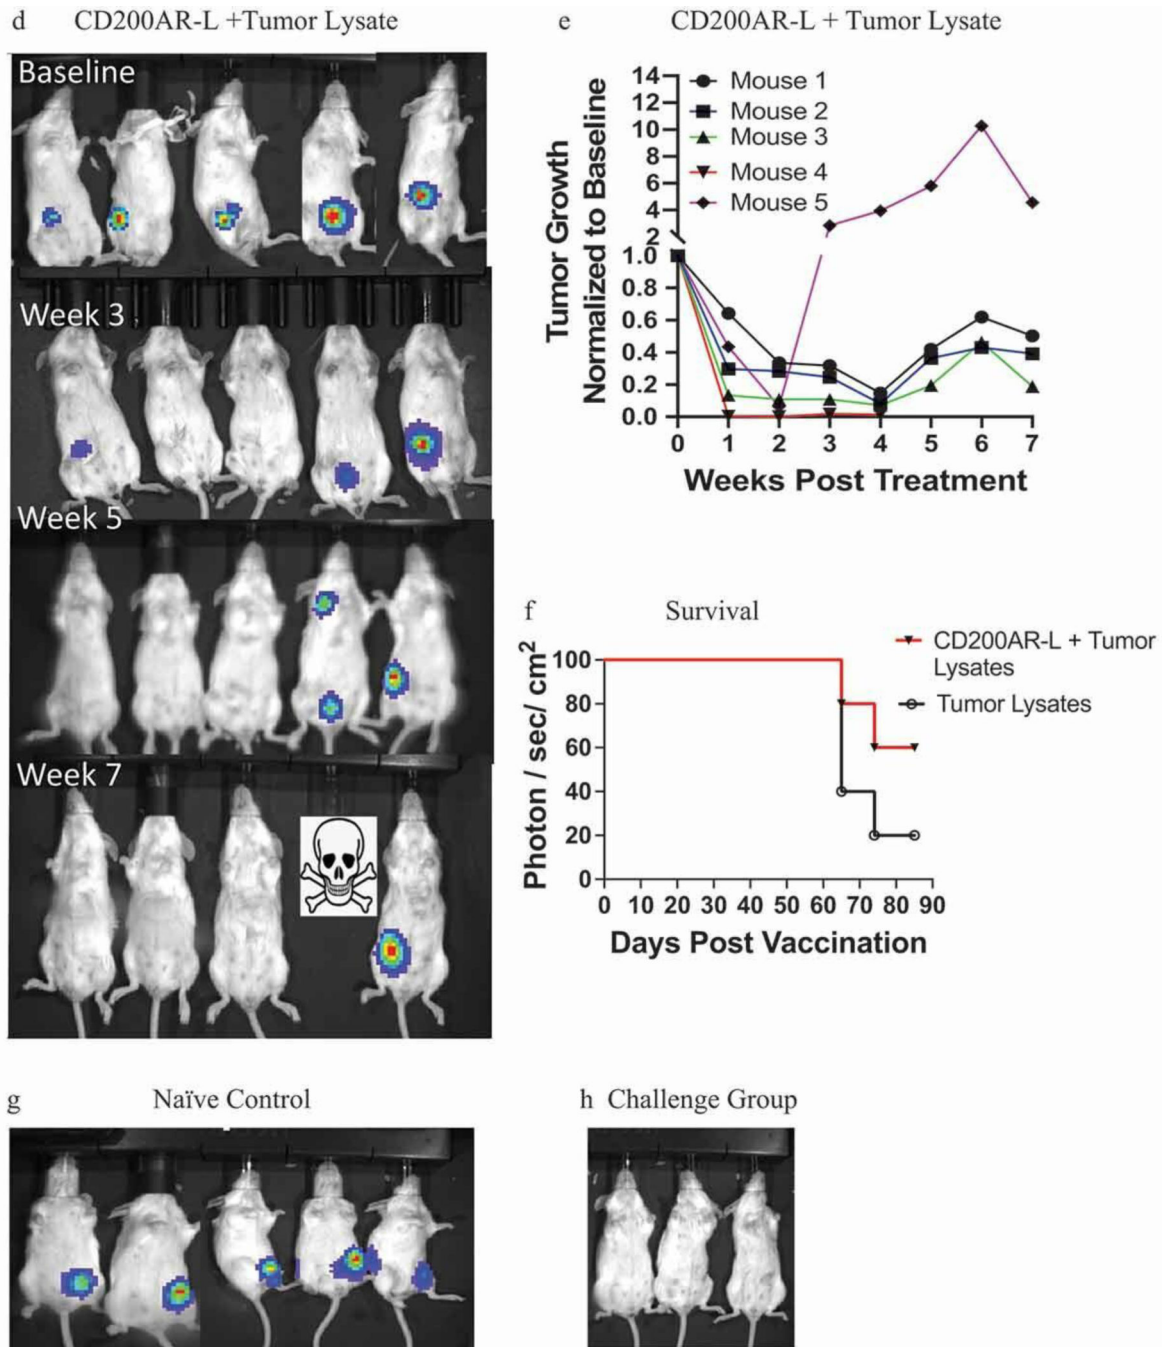 d CD200AR-L +Tumor Lysate
Baseline
Week 3
Week 5
Week 7
e CD200AR-L + Tumor Lysate
Tumor Growth
Normalized to Baseline
14
12
10
8
6
4
2
1.0
0.8
0.6
0.4
0.2
0.0
Mouse 1
Mouse 2
Mouse 3
Mouse 4
Mouse 5
0 1 2 3 4 5 6 7
Weeks Post Treatment
f Survival
Photon / sec/ cm²
100
80
60
40
20
0
CD200AR-L + Tumor
Lysates
Tumor Lysates
0 10 20 30 40 50 60 70 80 90
Days Post Vaccination
g Naïve Control
h Challenge Group